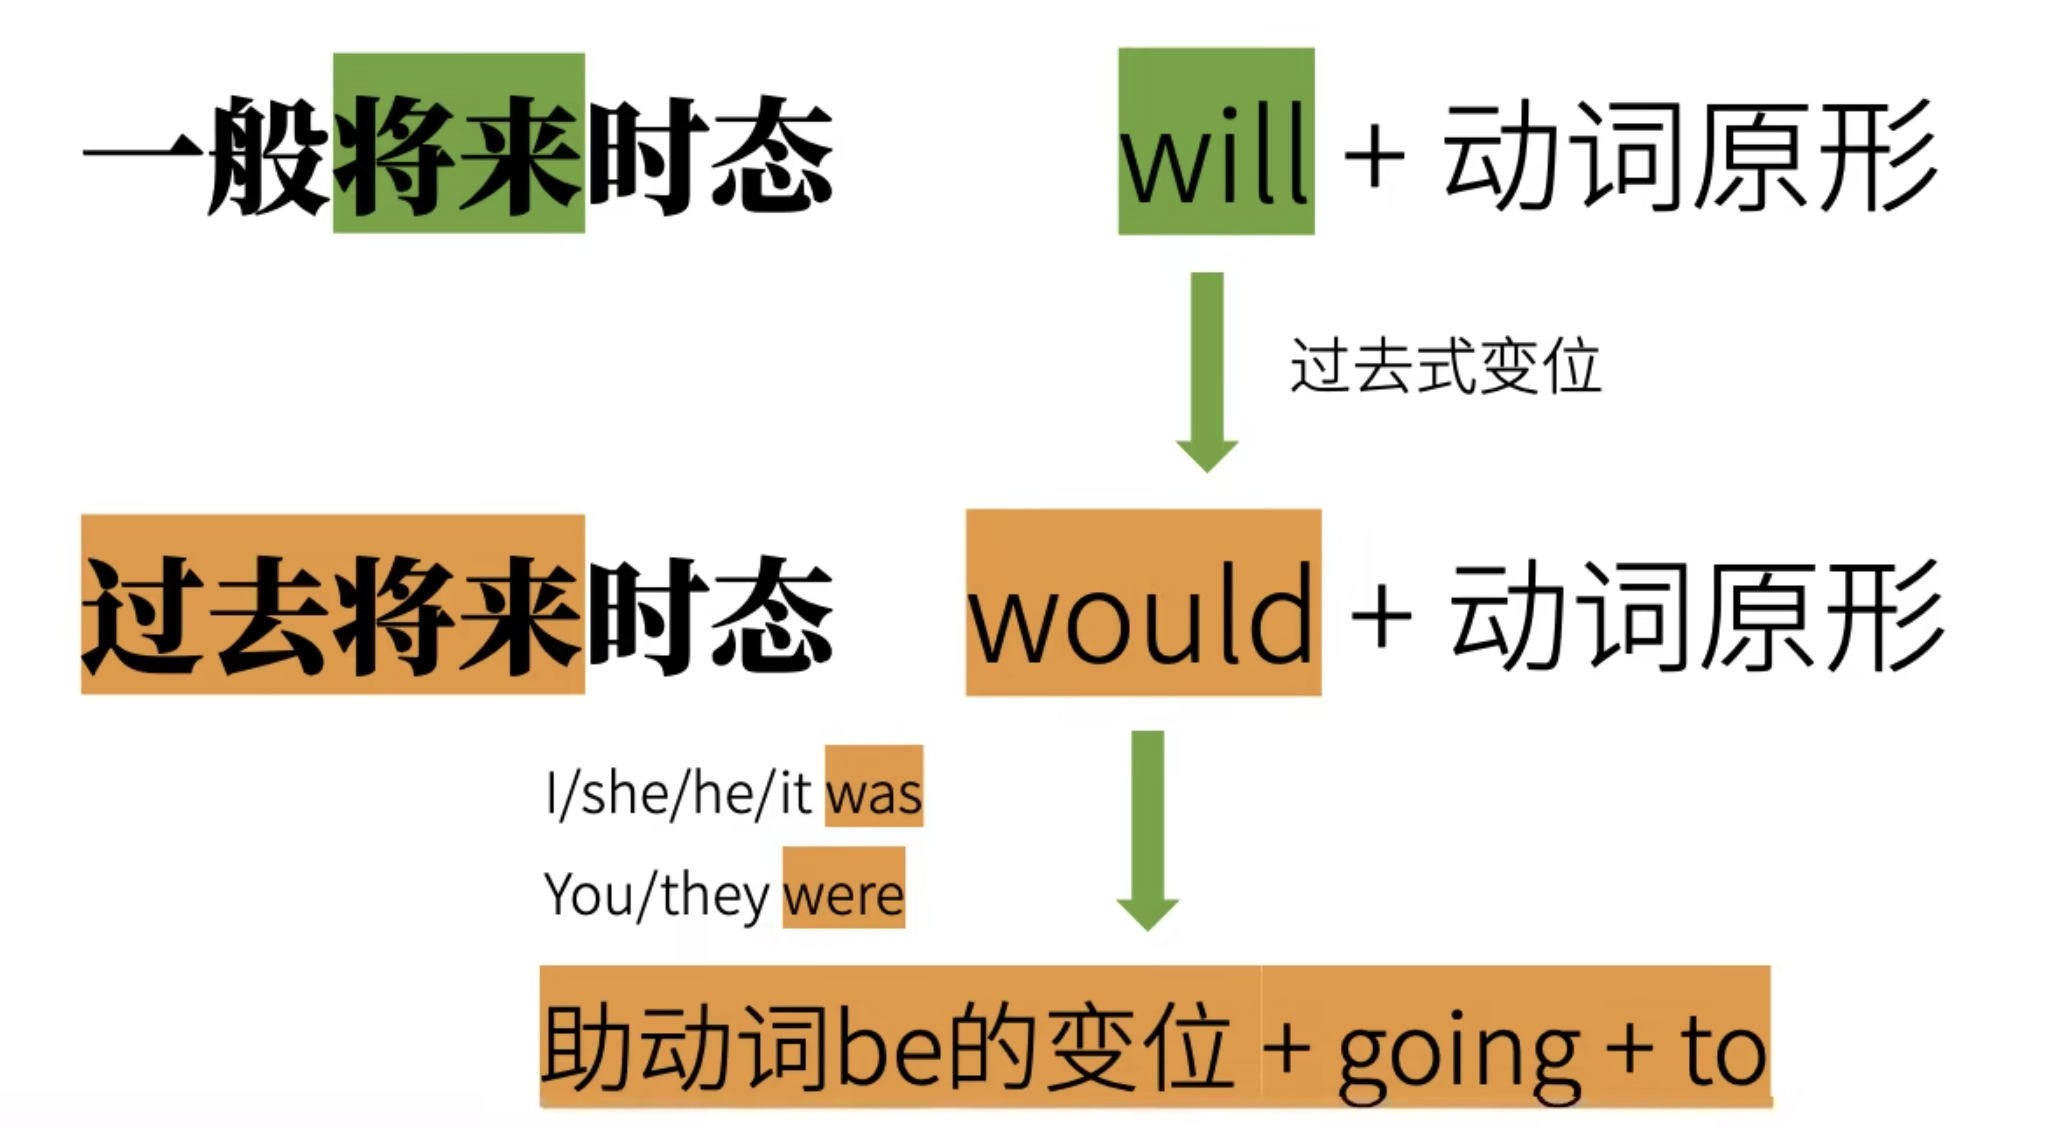 一般将来时态 will + 动词原形
过去式变位
过去将来时态 would + 动词原形
I/she/he/it was
You/they were
助动词be的变位 + going + to